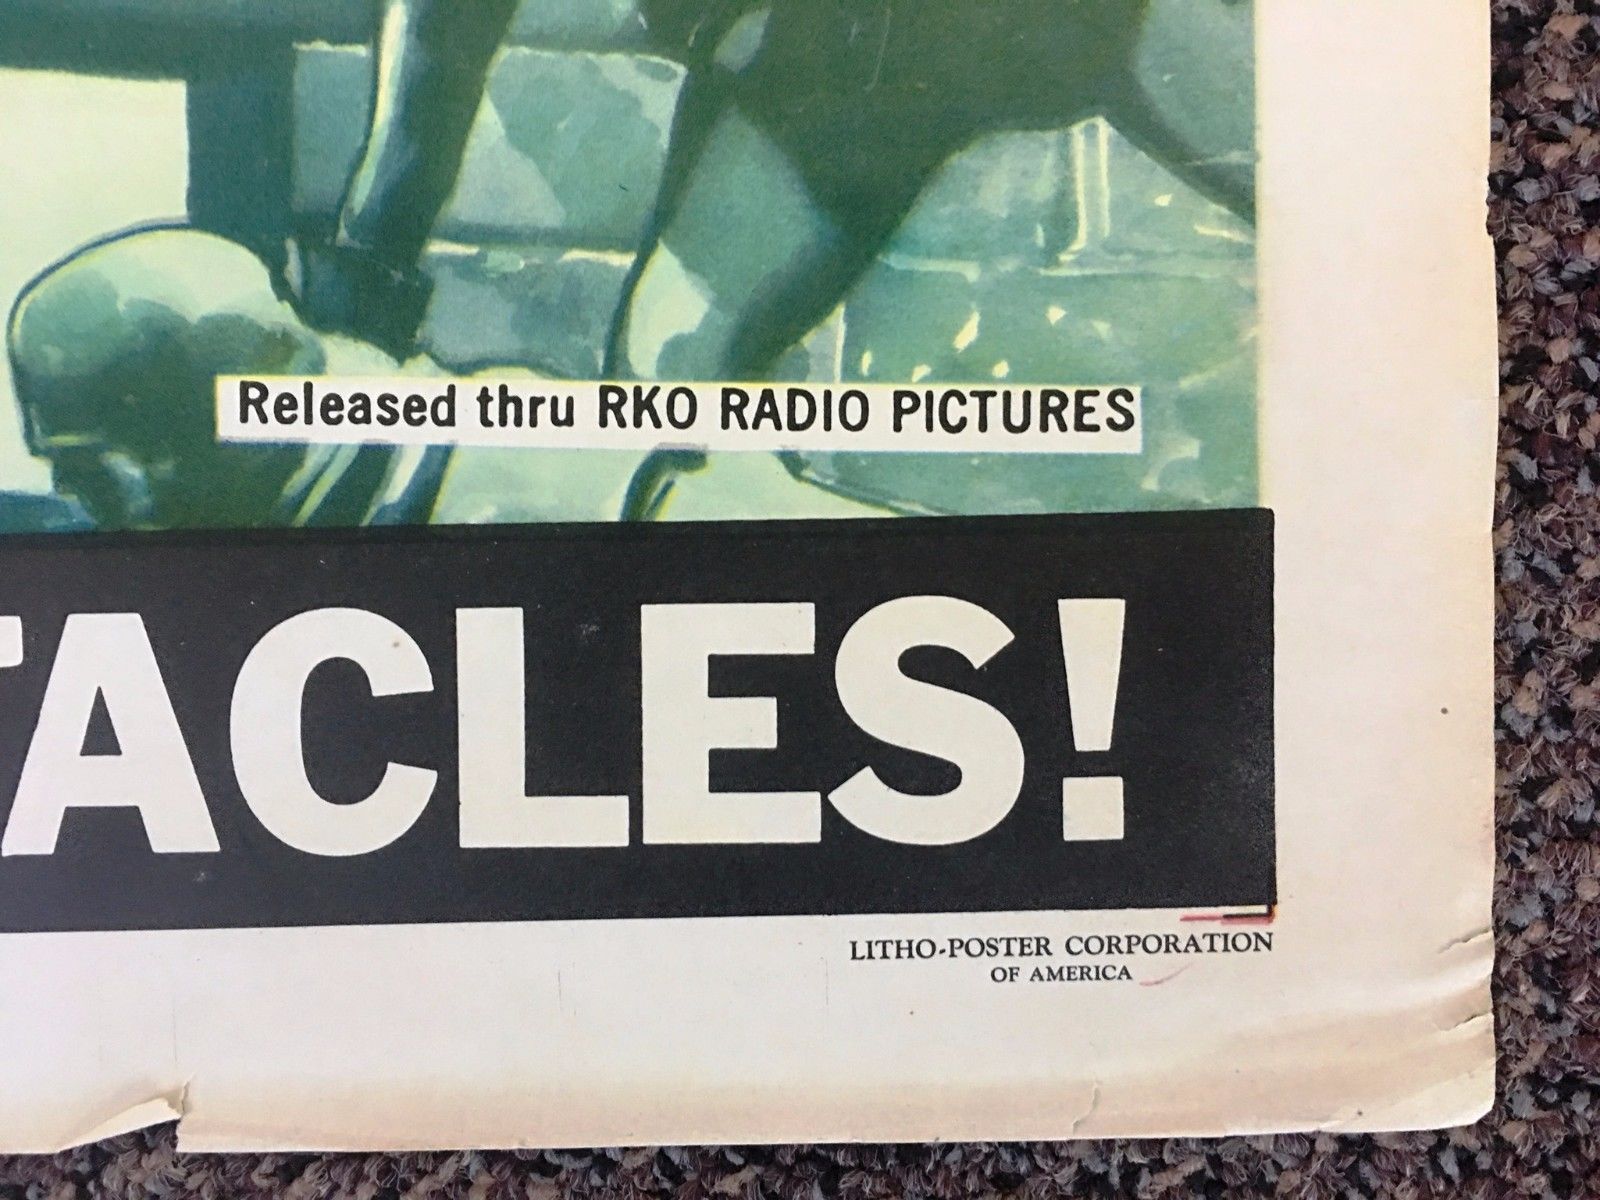 Released thru RKO RADIO PICTURES
TACLES!
LITHO-POSTER CORPORATION
OF AMERICA